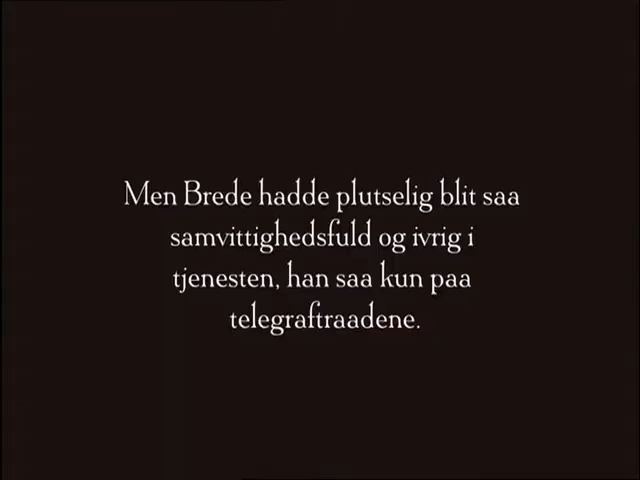 Men Brede hadde plutselig blit saa
samvittighedsfuld og ivrig i
tjenesten, han saa kun paa
telegraftraadene.